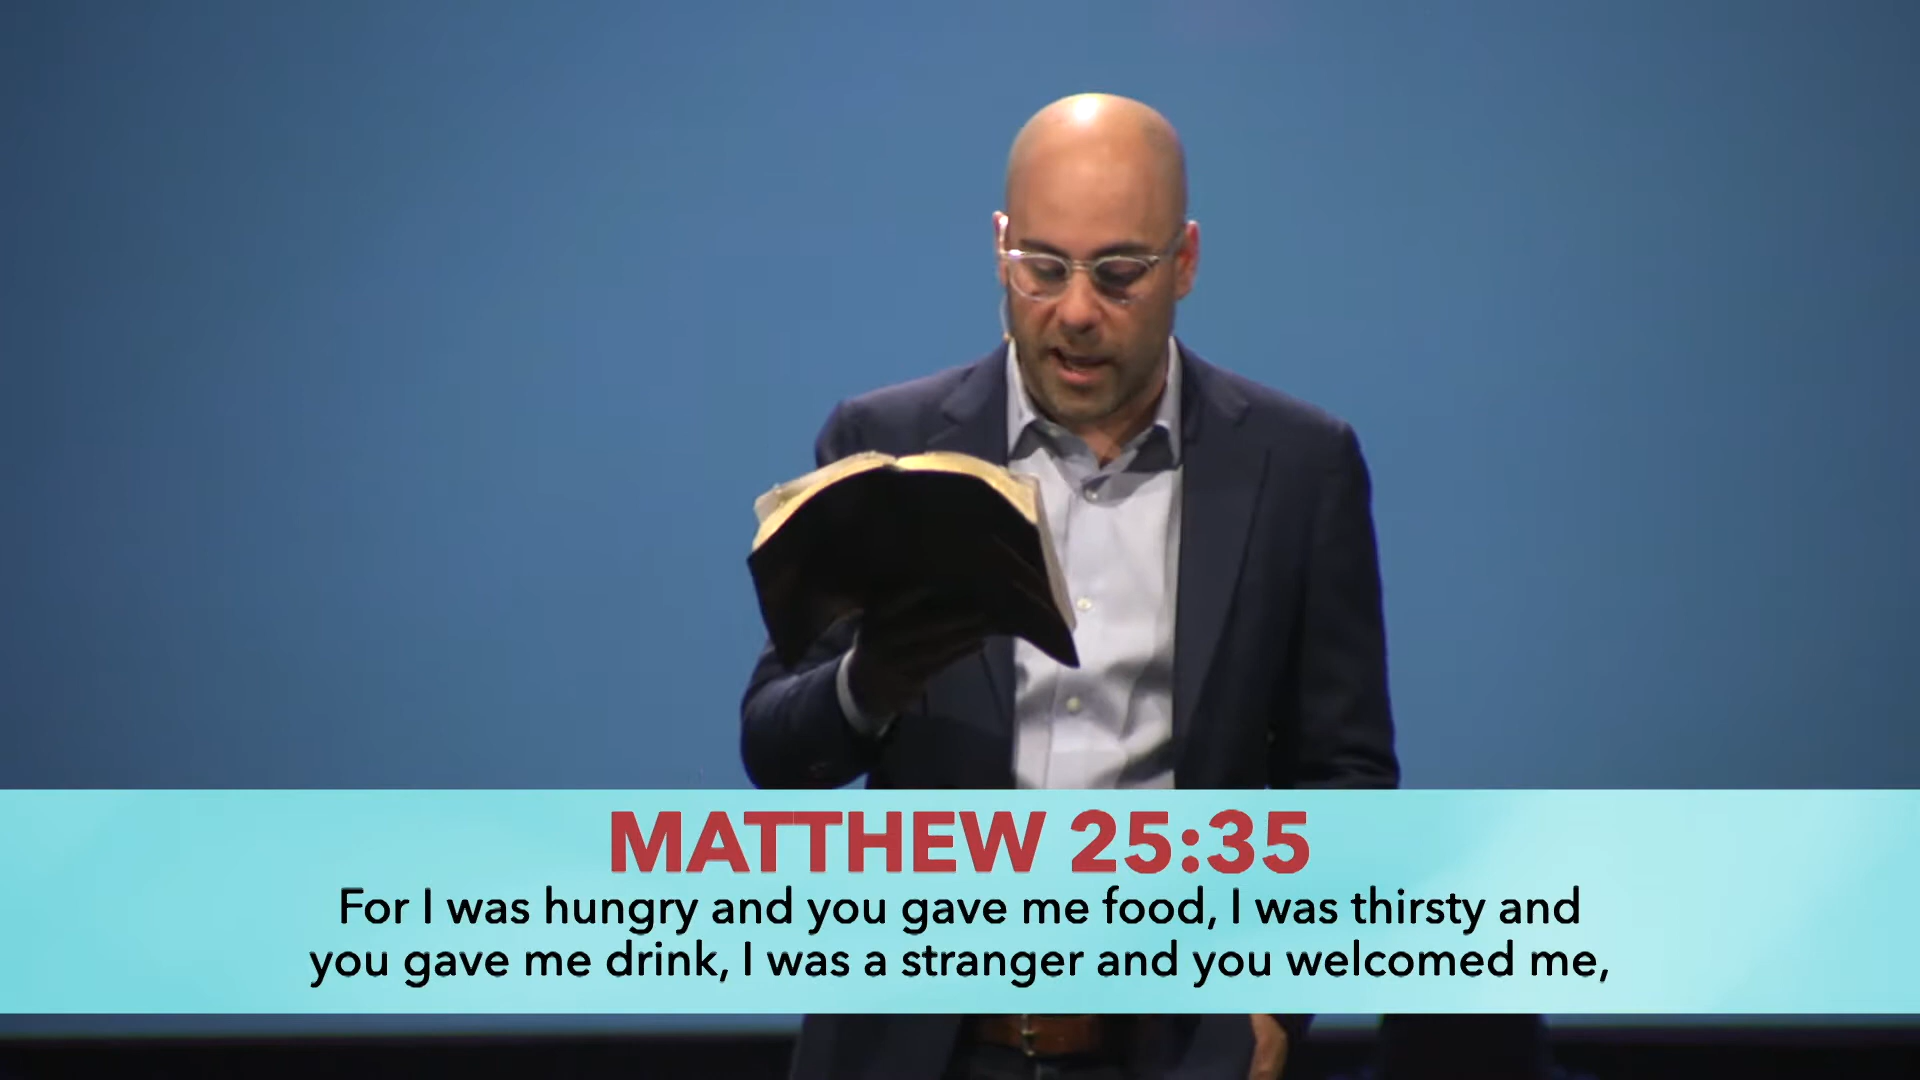 MATTHEW 25:35
For I was hungry and you gave me food, I was thirsty and
you gave me drink, I was a stranger and you welcomed me,